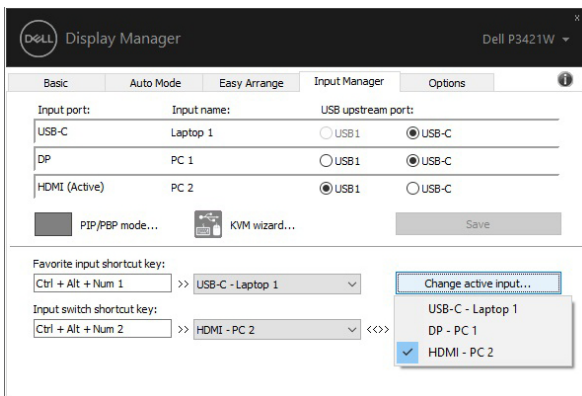 DELL Display Manager Dell P3421W
x
Basic Auto Mode Easy Arrange Input Manager Options i
Input port: Input name: USB upstream port:
USB-C Laptop 1 USB1 USB-C
DP PC 1 USB1 USB-C
HDMI (Active) PC 2 USB1 USB-C
PIP/PBP mode... KVM wizard... Save
Favorite input shortcut key:
Ctrl + Alt + Num 1 >> USB-C - Laptop 1 Change active input...
USB-C - Laptop 1
Input switch shortcut key:
DP - PC 1
Ctrl + Alt + Num 2 >> HDMI - PC 2 <<>>
HDMI - PC 2